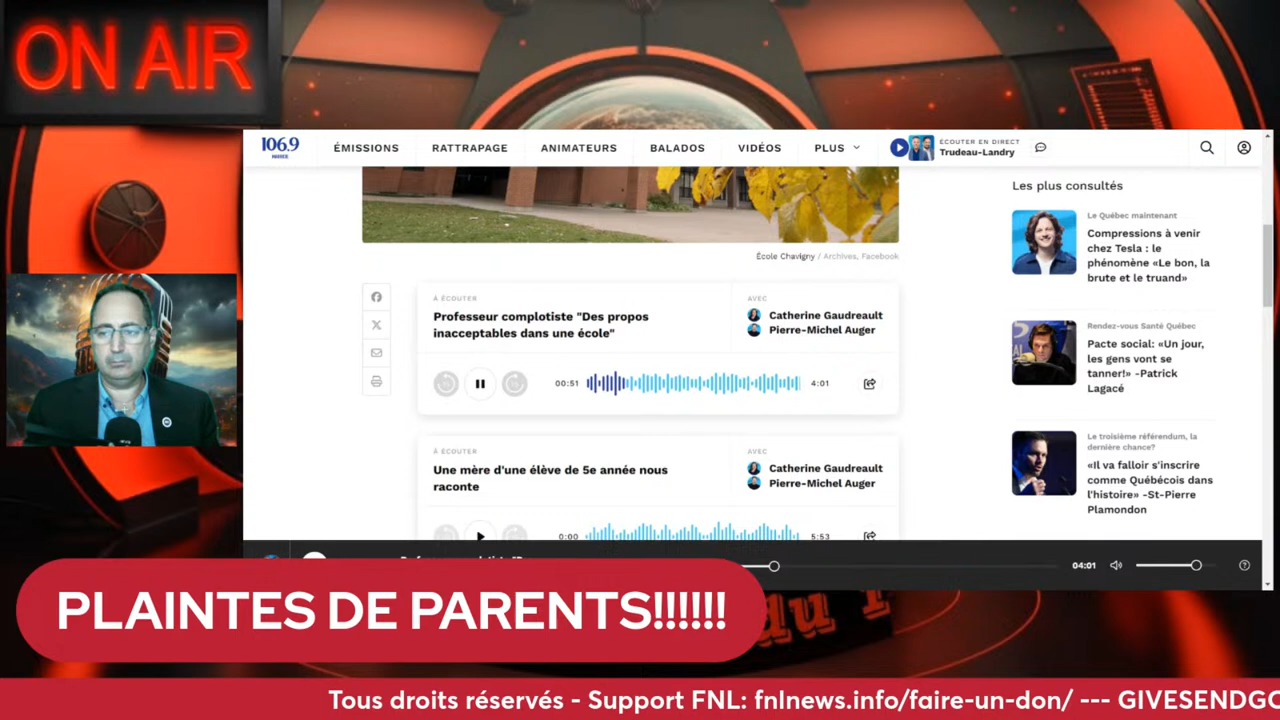 ON AIR
106.9
ÉMISSIONS
RATTRAPAGE
ANIMATEURS
BALADOS
VIDÉOS
PLUS
ÉCOUTER EN DIRECT
Trudeau-Landry
École Chavigny / Archives, Facebook
À ÉCOUTER
Professeur complotiste "Des propos
inacceptables dans une école"
AVEC
Catherine Gaudreault
Pierre-Michel Auger
00:51
4:01
À ÉCOUTER
Une mère d'une élève de 5e année nous
raconte
AVEC
Catherine Gaudreault
Pierre-Michel Auger
0:00
5:53
Les plus consultés
Le Québec maintenant
Compressions à venir
chez Tesla : le
phénomène «Le bon, la
brute et le truand»
Rendez-vous Santé Québec
Pacte social: «Un jour,
les gens vont se
tanner!» -Patrick
Lagacé
Le troisième référendum, la
dernière chance?
«Il va falloir s'inscrire
comme Québécois dans
l'histoire» -St-Pierre
Plamondon
04:01
PLAINTES DE PARENTS!!!!!!
du
Tous droits réservés - Support FNL: fnlnews.info/faire-un-don/ --- GIVESENDGO